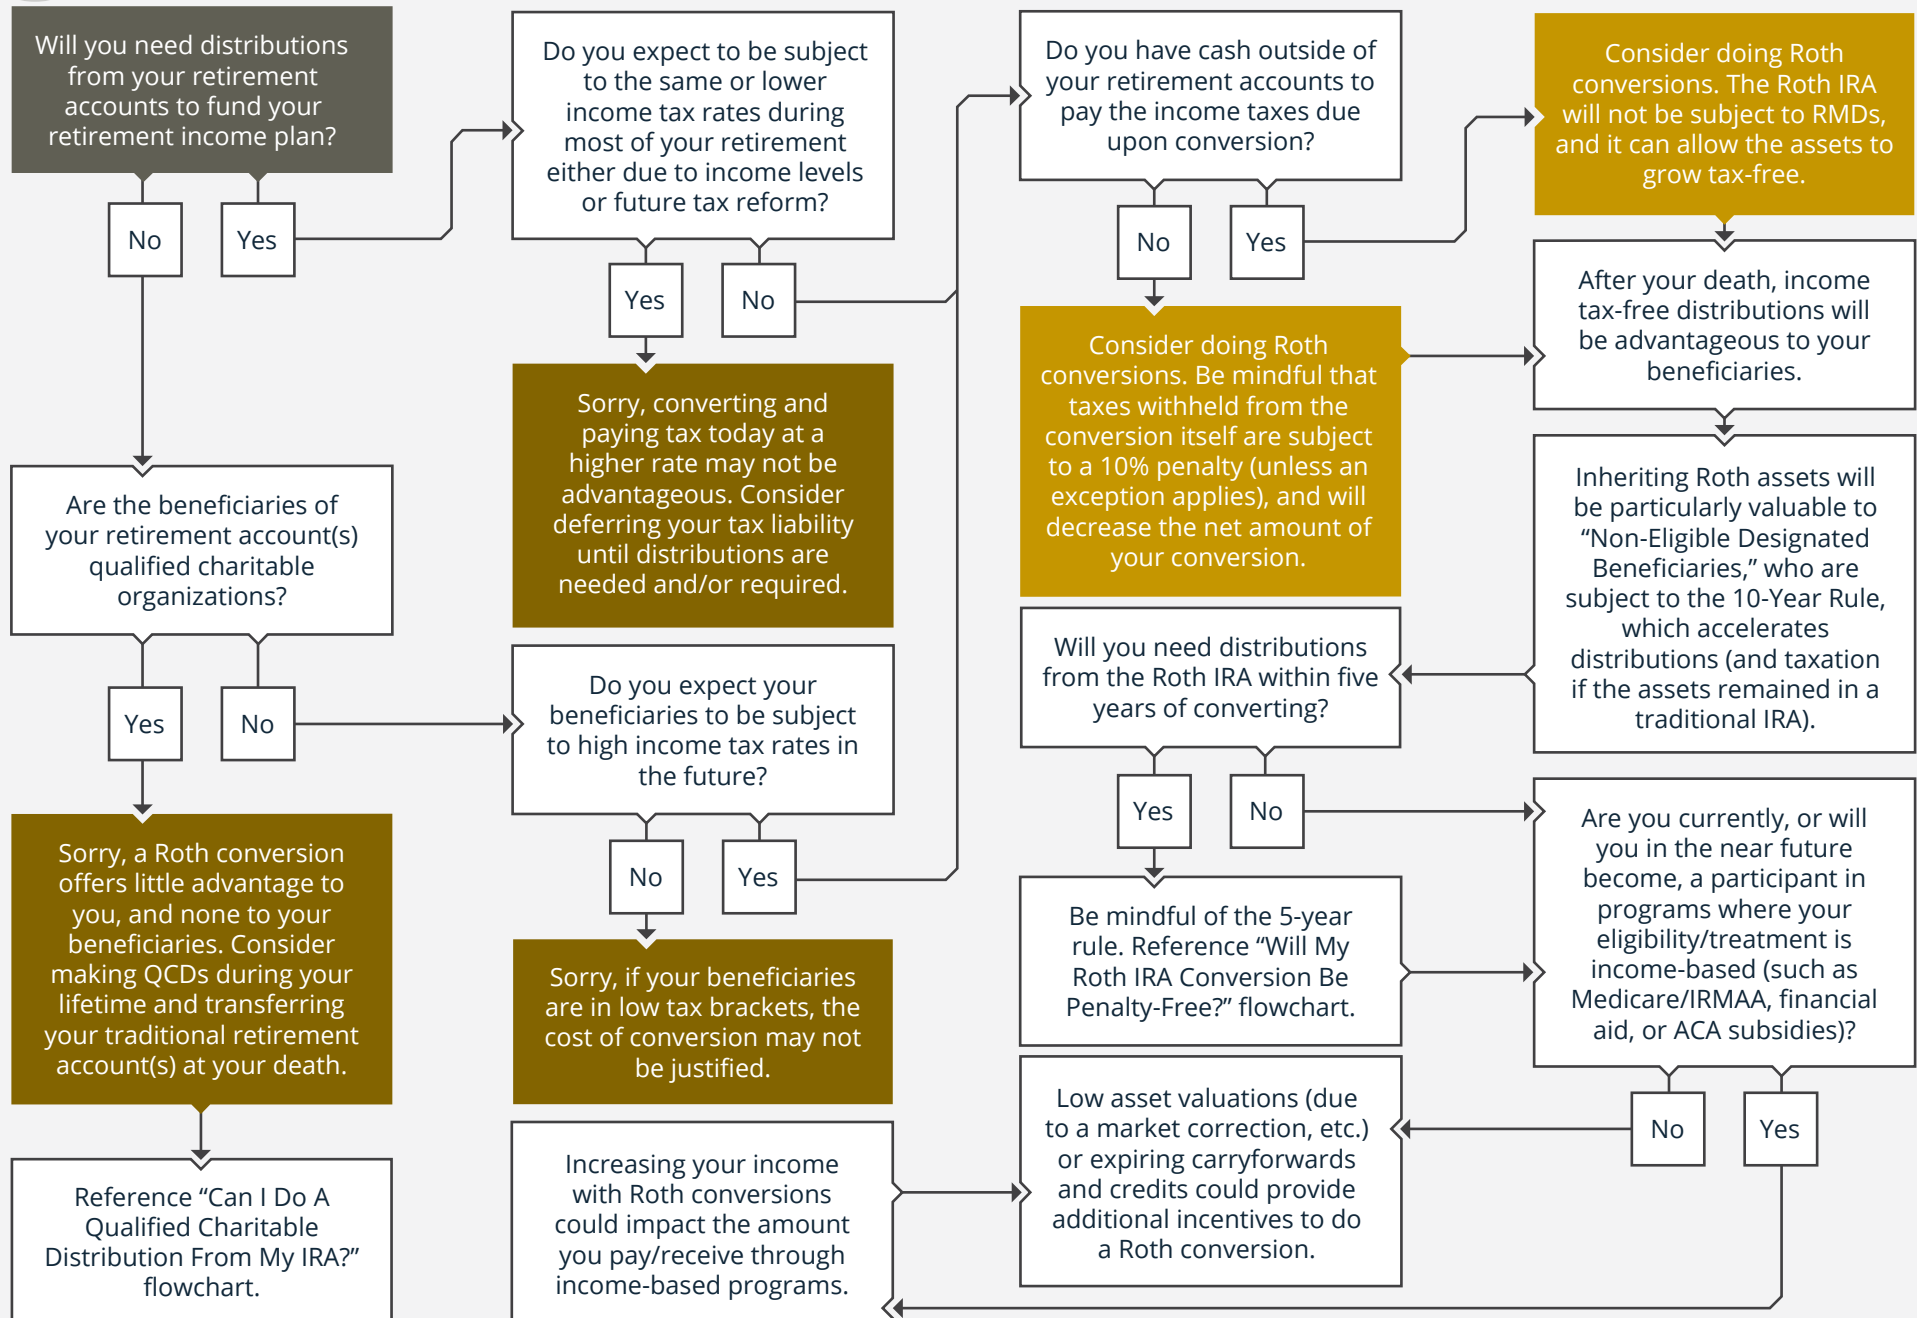 Will you need distributions
from your retirement
accounts to fund your
retirement income plan?
No
Yes
Are the beneficiaries of
your retirement account(s)
qualified charitable
organizations?
Yes
No
Sorry, a Roth conversion
offers little advantage to
you, and none to your
beneficiaries. Consider
making QCDs during your
lifetime and transferring
your traditional retirement
account(s) at your death.
Reference “Can I Do A
Qualified Charitable
Distribution From My IRA?”
flowchart.
Do you expect to be subject
to the same or lower
income tax rates during
most of your retirement
either due to income levels
or future tax reform?
Yes
No
Sorry, converting and
paying tax today at a
higher rate may not be
advantageous. Consider
deferring your tax liability
until distributions are
needed and/or required.
Do you expect your
beneficiaries to be subject
to high income tax rates in
the future?
No
Yes
Sorry, if your beneficiaries
are in low tax brackets, the
cost of conversion may not
be justified.
Increasing your income
with Roth conversions
could impact the amount
you pay/receive through
income-based programs.
Do you have cash outside of
your retirement accounts to
pay the income taxes due
upon conversion?
No
Yes
Consider doing Roth
conversions. Be mindful that
taxes withheld from the
conversion itself are subject
to a 10% penalty (unless an
exception applies), and will
decrease the net amount of
your conversion.
Will you need distributions
from the Roth IRA within five
years of converting?
Yes
No
Be mindful of the 5-year
rule. Reference “Will My
Roth IRA Conversion Be
Penalty-Free?” flowchart.
Low asset valuations (due
to a market correction, etc.)
or expiring carryforwards
and credits could provide
additional incentives to do
a Roth conversion.
Consider doing Roth
conversions. The Roth IRA
will not be subject to RMDs,
and it can allow the assets to
grow tax-free.
After your death, income
tax-free distributions will
be advantageous to your
beneficiaries.
Inheriting Roth assets will
be particularly valuable to
“Non-Eligible Designated
Beneficiaries,” who are
subject to the 10-Year Rule,
which accelerates
distributions (and taxation
if the assets remained in a
traditional IRA).
Are you currently, or will
you in the near future
become, a participant in
programs where your
eligibility/treatment is
income-based (such as
Medicare/IRMAA, financial
aid, or ACA subsidies)?
No
Yes